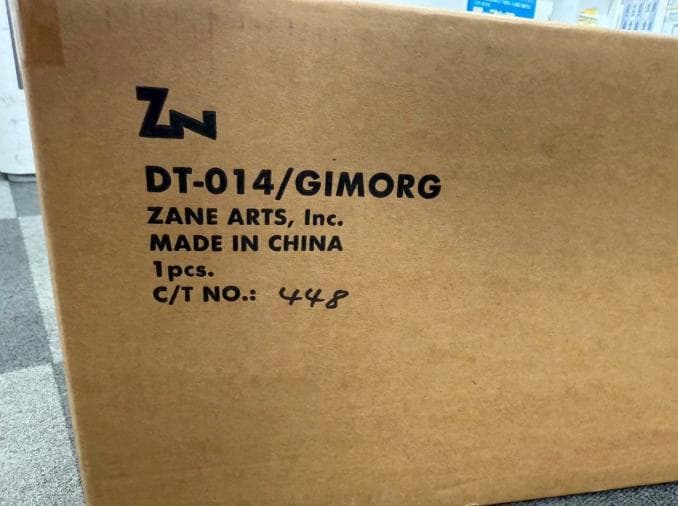 ZN
DT-014/GIMORG
ZANE ARTS, Inc.
MADE IN CHINA
1pcs.
C/T NO.: 448